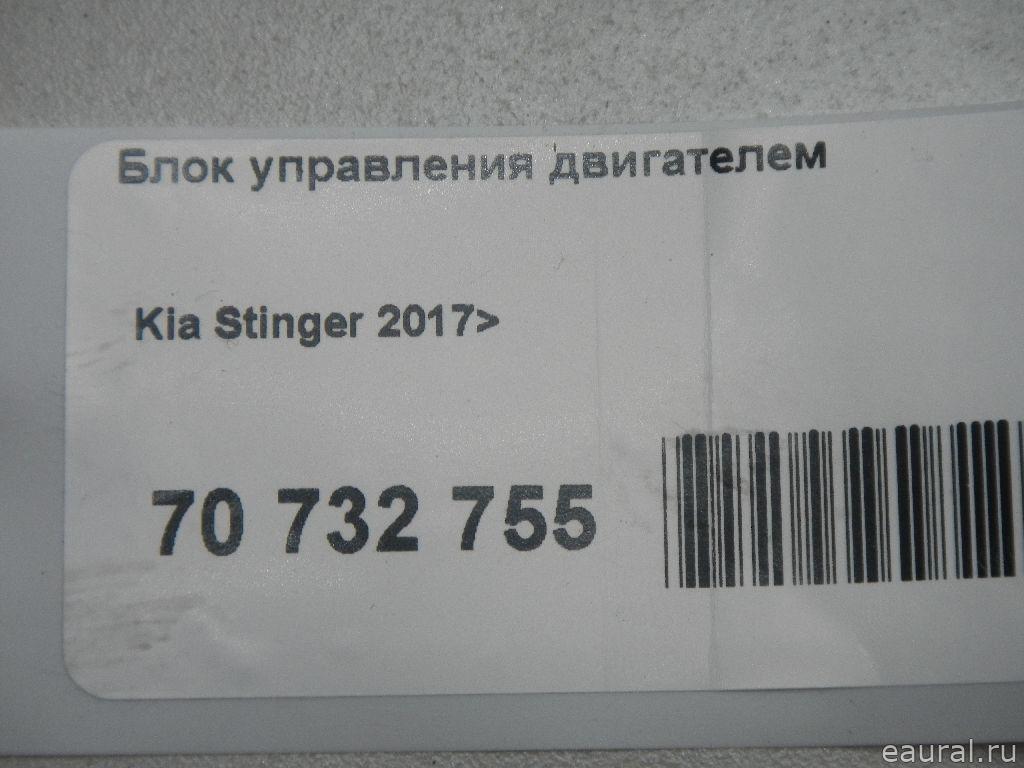 Блок управления двигателем
Kia Stinger 2017>
70 732 755
eaural.ru